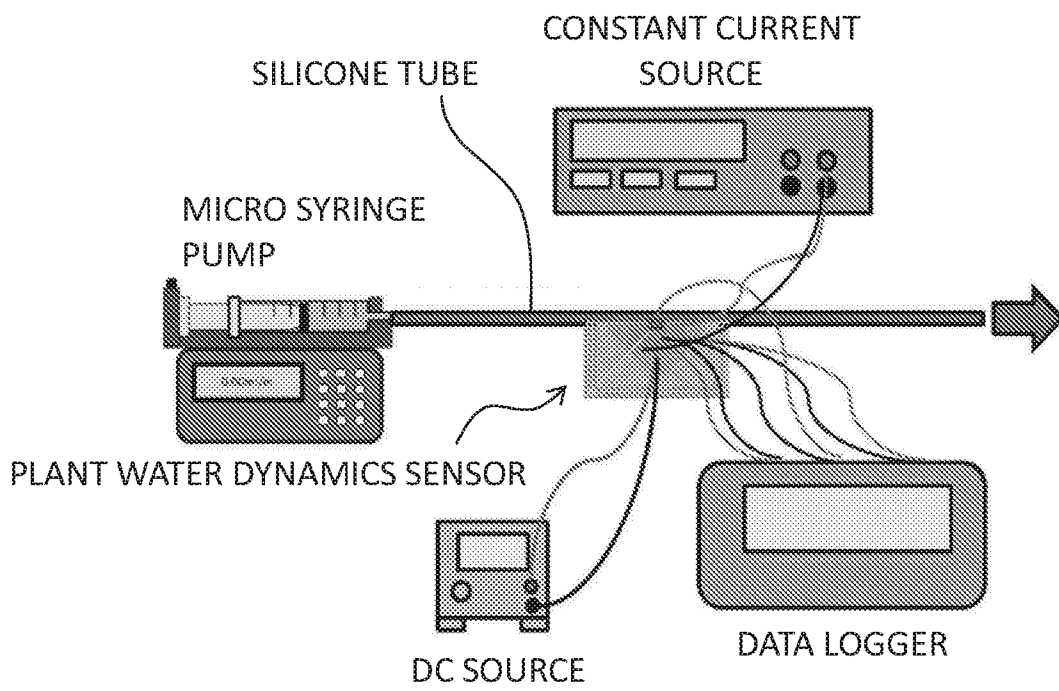 CONSTANT CURRENT
SOURCE
SILICONE TUBE
MICRO SYRINGE
PUMP
PLANT WATER DYNAMICS SENSOR
DATA LOGGER
DC SOURCE